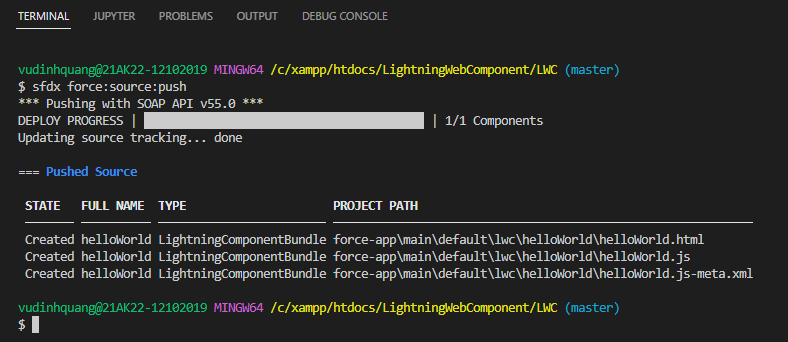 TERMINAL JUPYTER PROBLEMS OUTPUT DEBUG CONSOLE
vudinhquang@21AK22-12102019 MINGW64 /c/xampp/htdocs/LightningWebComponent/LWC (master)
$ sfdx force:source:push
*** Pushing with SOAP API v55.0 ***
DEPLOY PROGRESS | | 1/1 Components
Updating source tracking... done
=== Pushed Source
STATE FULL NAME TYPE PROJECT PATH
Created helloWorld LightningComponentBundle force-app\main\default\lwc\helloWorld\helloWorld.html
Created helloWorld LightningComponentBundle force-app\main\default\lwc\helloWorld\helloWorld.js
Created helloWorld LightningComponentBundle force-app\main\default\lwc\helloWorld\helloWorld.js-meta.xml
vudinhquang@21AK22-12102019 MINGW64 /c/xampp/htdocs/LightningWebComponent/LWC (master)
$